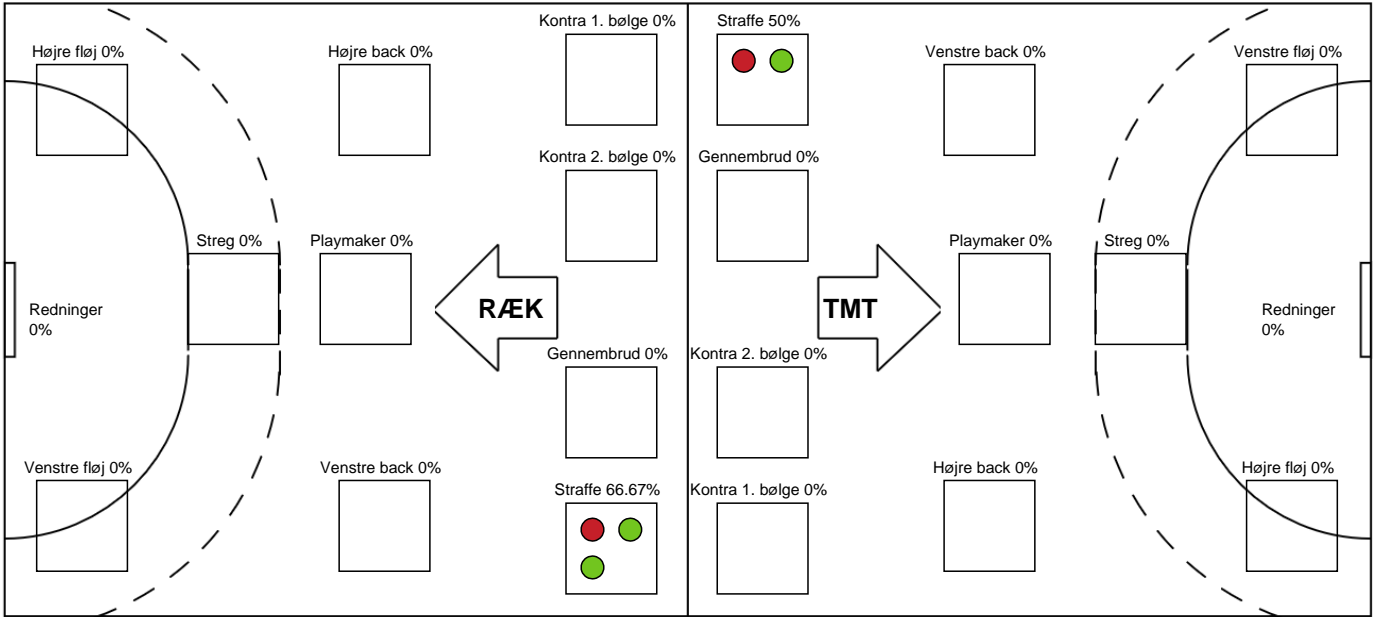 Kontra 1. bølge 0%
Straffe 50%
Højre fløj 0%
Højre back 0%
Venstre back 0%
Venstre fløj 0%
Kontra 2. bølge 0%
Gennembrud 0%
Streg 0%
Playmaker 0%
Playmaker 0%
Streg 0%
Redninger
0%
RÆK
TMT
Redninger
0%
Gennembrud 0%
Kontra 2. bølge 0%
Venstre fløj 0%
Venstre back 0%
Højre back 0%
Højre fløj 0%
Straffe 66.67%
Kontra 1. bølge 0%